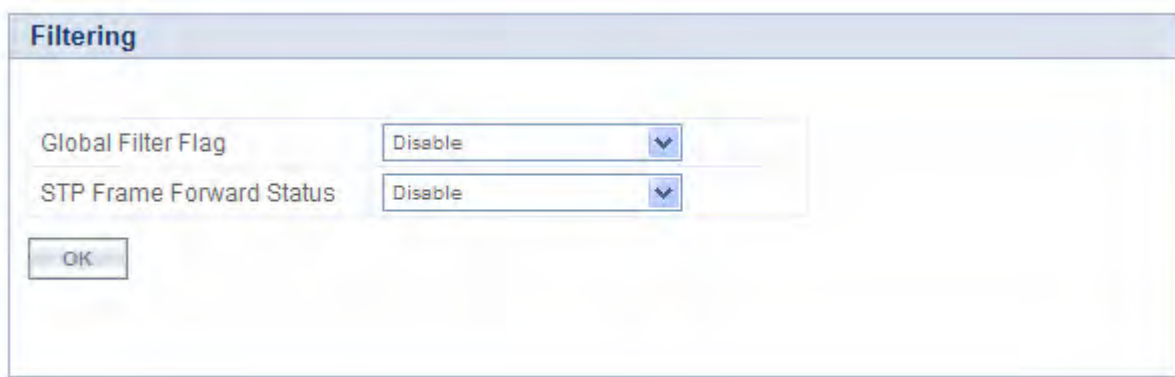 Filtering
Global Filter Flag Disable
STP Frame Forward Status Disable
OK